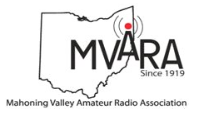 MVARA
Since 1919
Mahoning Valley Amateur Radio Association